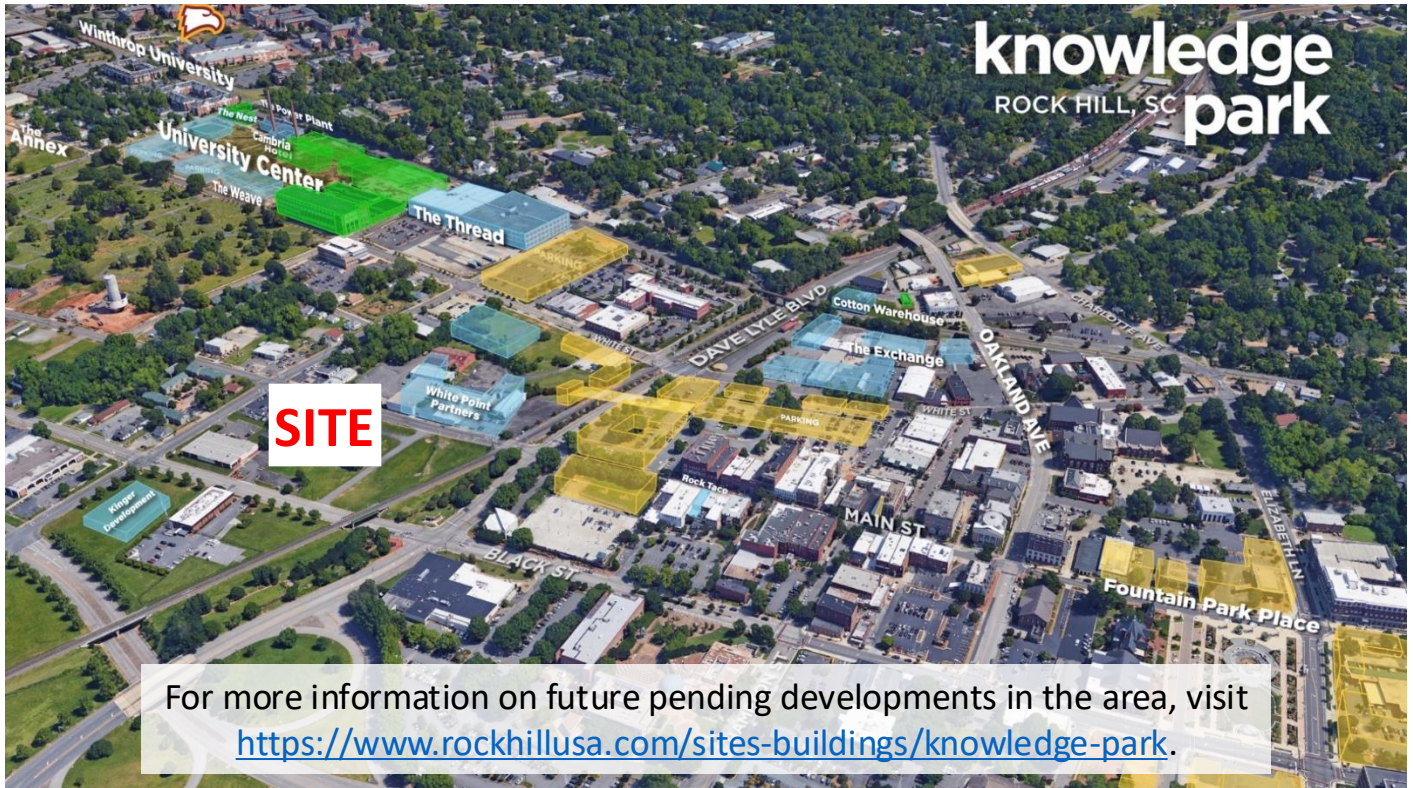 knowledge
ROCK HILL, SC park
Winthrop University
The Power Plant
The Nest
Cambria
Hotel
The
Annex
University Center
PARKING
The Weave
The Thread
PARKING
WHITE ST
DAVE LYLE BLVD
Cotton Warehouse
CHARLOTTE AVE
The Exchange
OAKLAND AVE
White Point
Partners
PARKING
WHITE ST
SITE
Rock Taco
Kinger
Development
MAIN ST
ELIZABETH LN
BLACK ST
Fountain Park Place
For more information on future pending developments in the area, visit
https://www.rockhillusa.com/sites-buildings/knowledge-park.